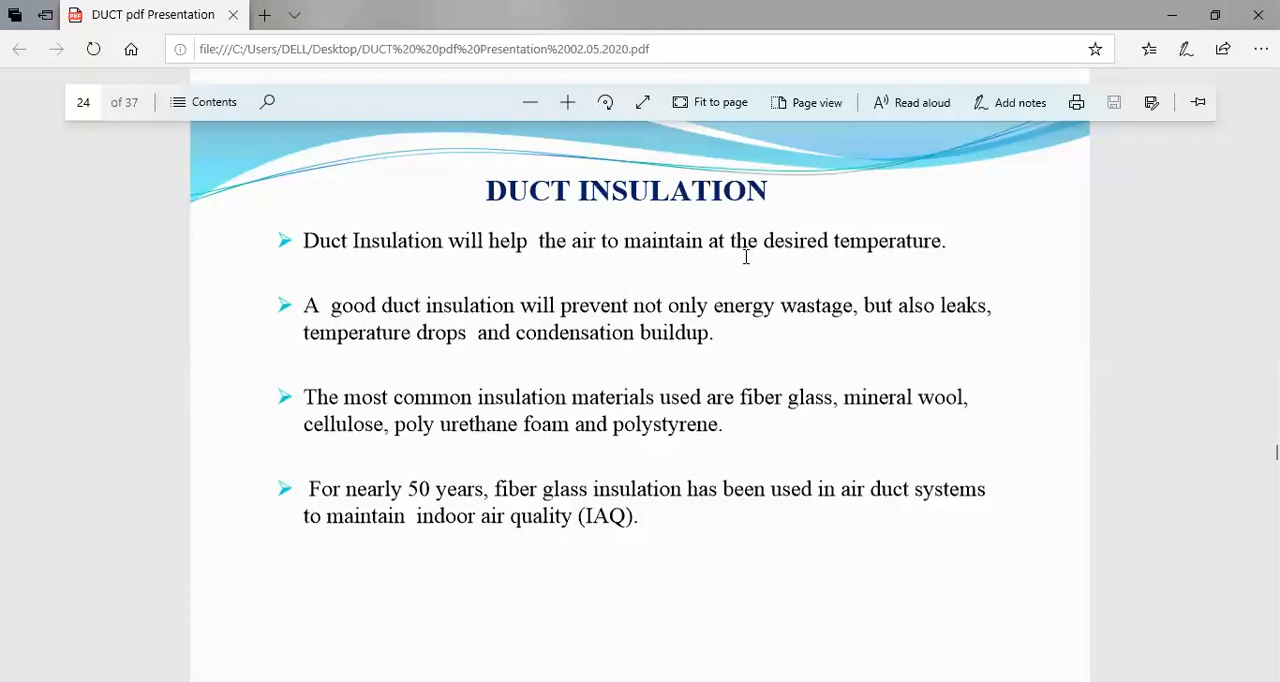 DUCT pdf Presentation
file:///C:/Users/DELL/Desktop/DUCT%20%20pdf%20Presentation%2002.05.2020.pdf
24 of 37 Contents Fit to page Page view Read aloud Add notes
DUCT INSULATION
Duct Insulation will help the air to maintain at the desired temperature.
A good duct insulation will prevent not only energy wastage, but also leaks,
temperature drops and condensation buildup.
The most common insulation materials used are fiber glass, mineral wool,
cellulose, poly urethane foam and polystyrene.
For nearly 50 years, fiber glass insulation has been used in air duct systems
to maintain indoor air quality (IAQ).